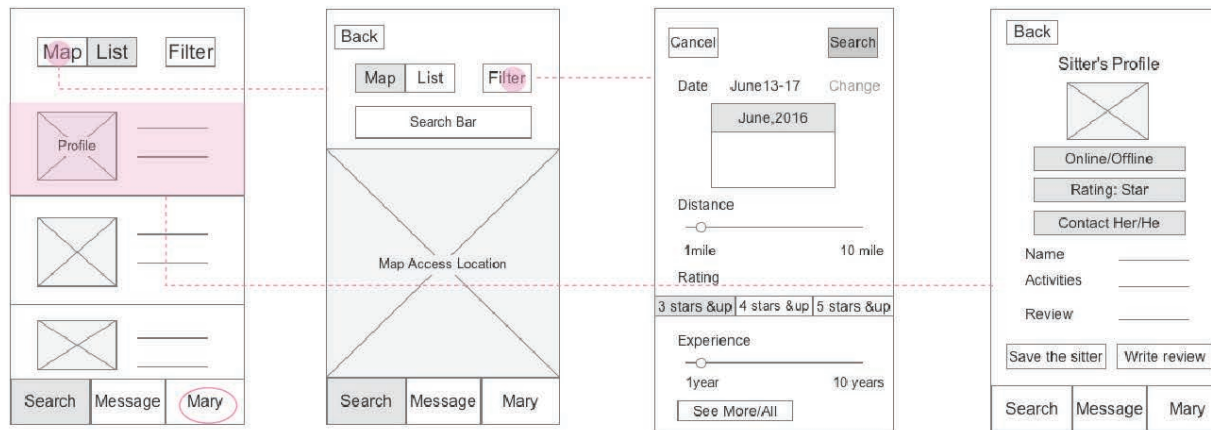 Map List Filter
Profile
Search Message Mary
Back
Map List Filter
Search Bar
Map Access Location
Search Message Mary
Cancel Search
Date June13-17 Change
June,2016
Distance
1mile 10 mile
Rating
3 stars &up 4 stars &up 5 stars &up
Experience
1year 10 years
See More/All
Back
Sitter's Profile
Online/Offline
Rating: Star
Contact Her/He
Name
Activities
Review
Save the sitter Write review
Search Message Mary